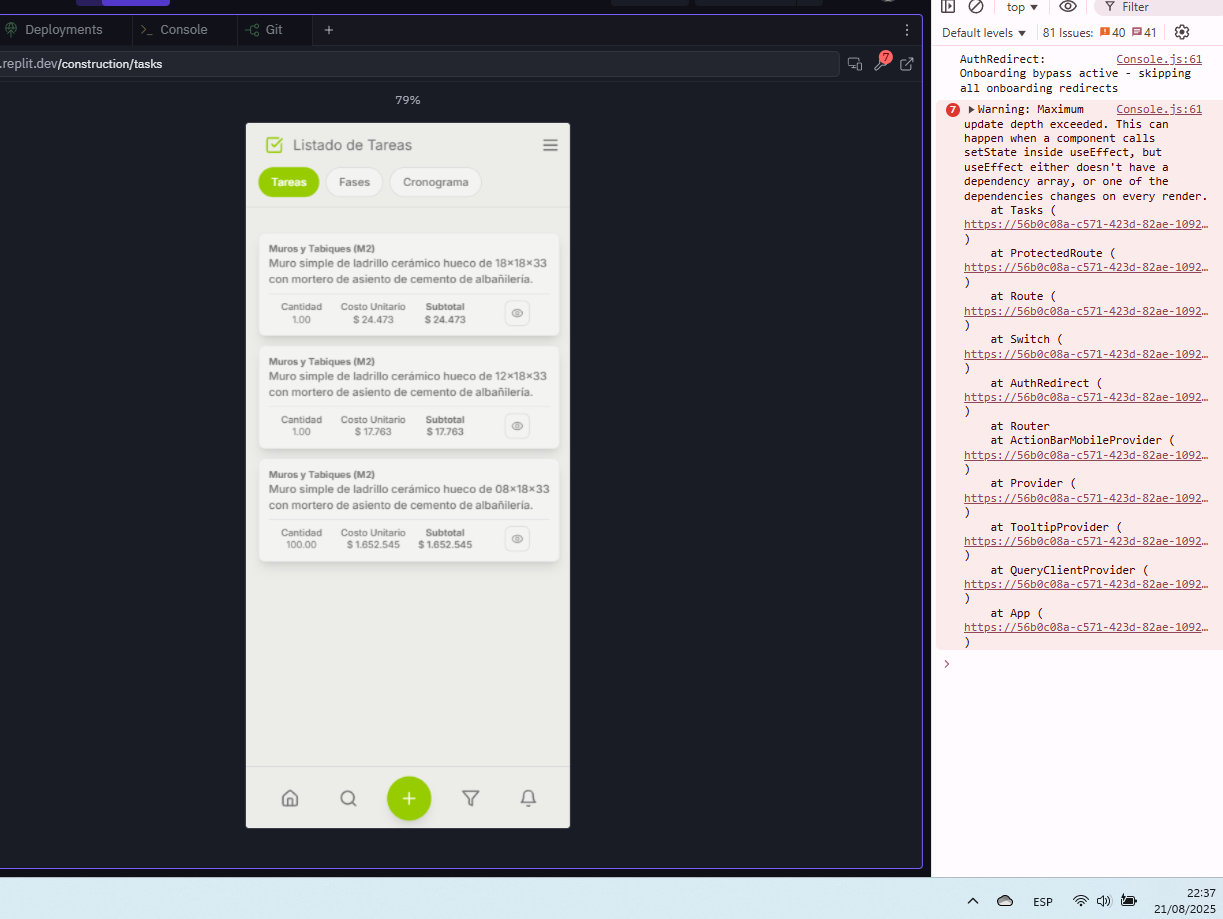 Deployments
Console
Git
.replit.dev/construction/tasks
7
79%
Listado de Tareas
Tareas
Fases
Cronograma
Muros y Tabiques (M2)
Muro simple de ladrillo cerámico hueco de 18×18×33
con mortero de asiento de cemento de albañilería.
Cantidad Costo Unitario Subtotal
1.00 $ 24.473 $ 24.473
Muros y Tabiques (M2)
Muro simple de ladrillo cerámico hueco de 12×18×33
con mortero de asiento de cemento de albañilería.
Cantidad Costo Unitario Subtotal
1.00 $ 17.763 $ 17.763
Muros y Tabiques (M2)
Muro simple de ladrillo cerámico hueco de 08×18×33
con mortero de asiento de cemento de albañilería.
Cantidad Costo Unitario Subtotal
100.00 $ 1.652.545 $ 1.652.545
top
Filter
Default levels
81 Issues: 40 41
AuthRedirect: Console.js:61
Onboarding bypass active - skipping
all onboarding redirects
7 Warning: Maximum Console.js:61
update depth exceeded. This can
happen when a component calls
setState inside useEffect, but
useEffect either doesn't have a
dependency array, or one of the
dependencies changes on every render.
at Tasks (
https://56b0c08a-c571-423d-82ae-1092…
)
at ProtectedRoute (
https://56b0c08a-c571-423d-82ae-1092…
)
at Route (
https://56b0c08a-c571-423d-82ae-1092…
)
at Switch (
https://56b0c08a-c571-423d-82ae-1092…
)
at AuthRedirect (
https://56b0c08a-c571-423d-82ae-1092…
)
at Router
at ActionBarMobileProvider (
https://56b0c08a-c571-423d-82ae-1092…
)
at Provider (
https://56b0c08a-c571-423d-82ae-1092…
)
at TooltipProvider (
https://56b0c08a-c571-423d-82ae-1092…
)
at QueryClientProvider (
https://56b0c08a-c571-423d-82ae-1092…
)
at App (
https://56b0c08a-c571-423d-82ae-1092…
)
ESP
22:37
21/08/2025